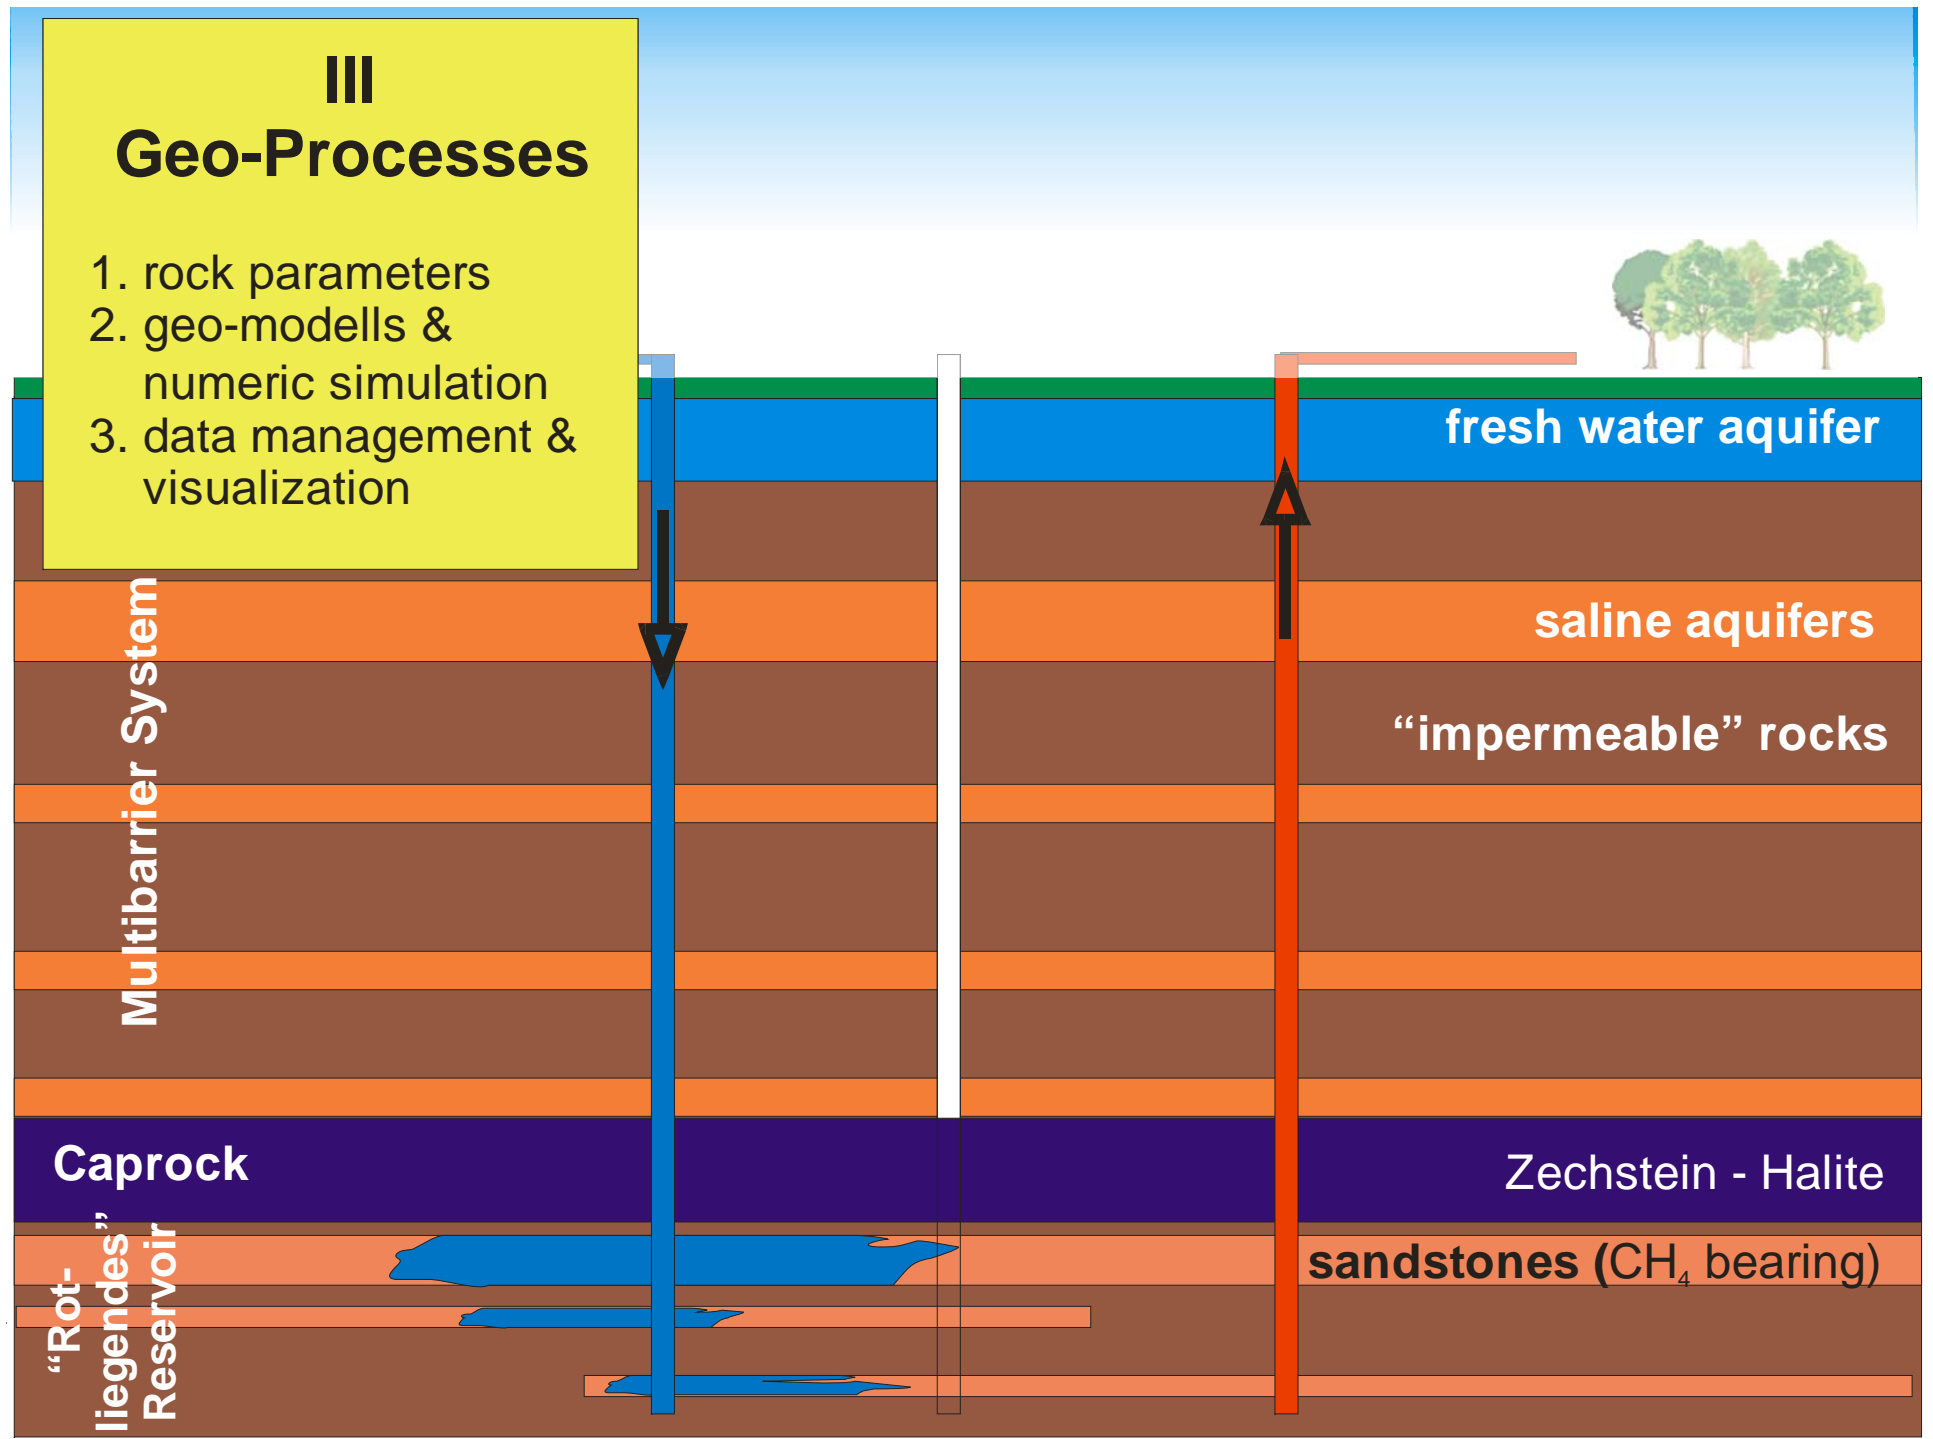 III
Geo-Processes
1. rock parameters
2. geo-modells &
numeric simulation
3. data management &
visualization
fresh water aquifer
saline aquifers
“impermeable” rocks
Multibarrier System
Caprock
Zechstein - Halite
sandstones (CH₄ bearing)
“Rot-
liegendes”
Reservoir